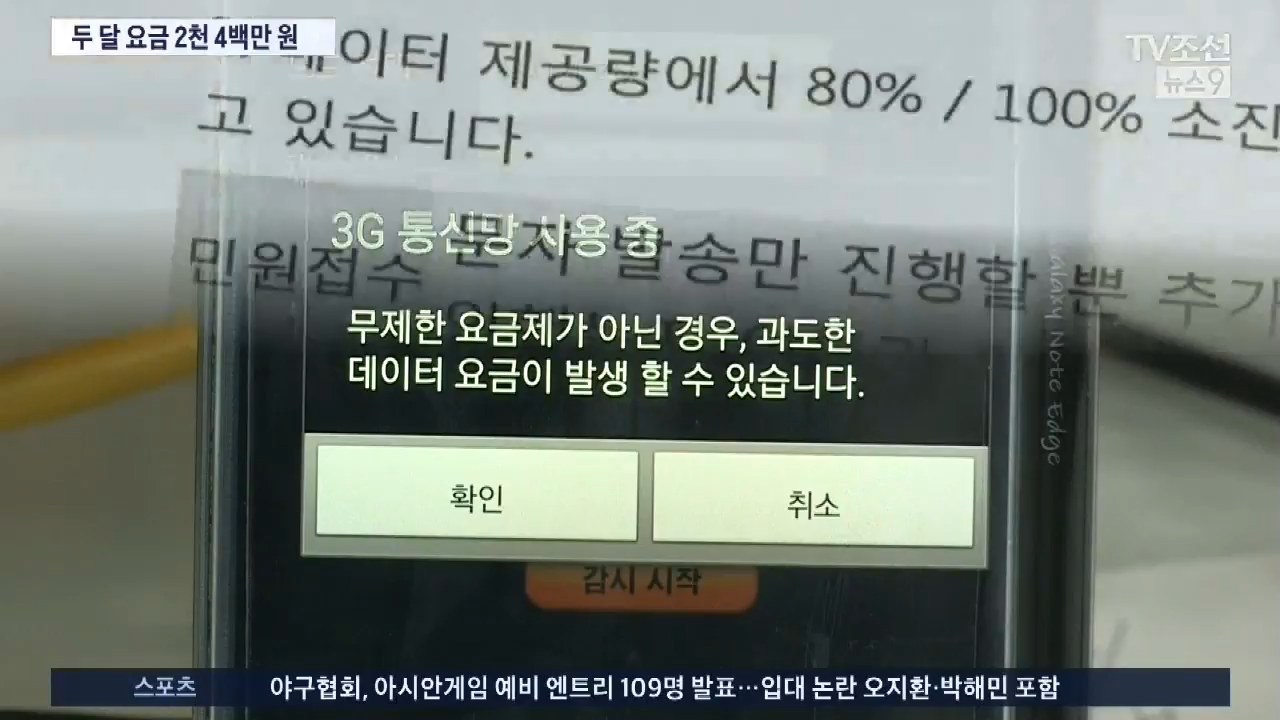 두 달 요금 2천 4백만 원
TV조선
뉴스9
데이터 제공량에서 80% / 100% 소진
고 있습니다.
3G 통신망 사용 중
민원접수 문자 발송만 진행할 뿐 추가
무제한 요금제가 아닌 경우, 과도한
데이터 요금이 발생 할 수 있습니다.
Galaxy Note Edge
확인
취소
감시 시작
스포츠
야구협회, 아시안게임 예비 엔트리 109명 발표…입대 논란 오지환·박해민 포함